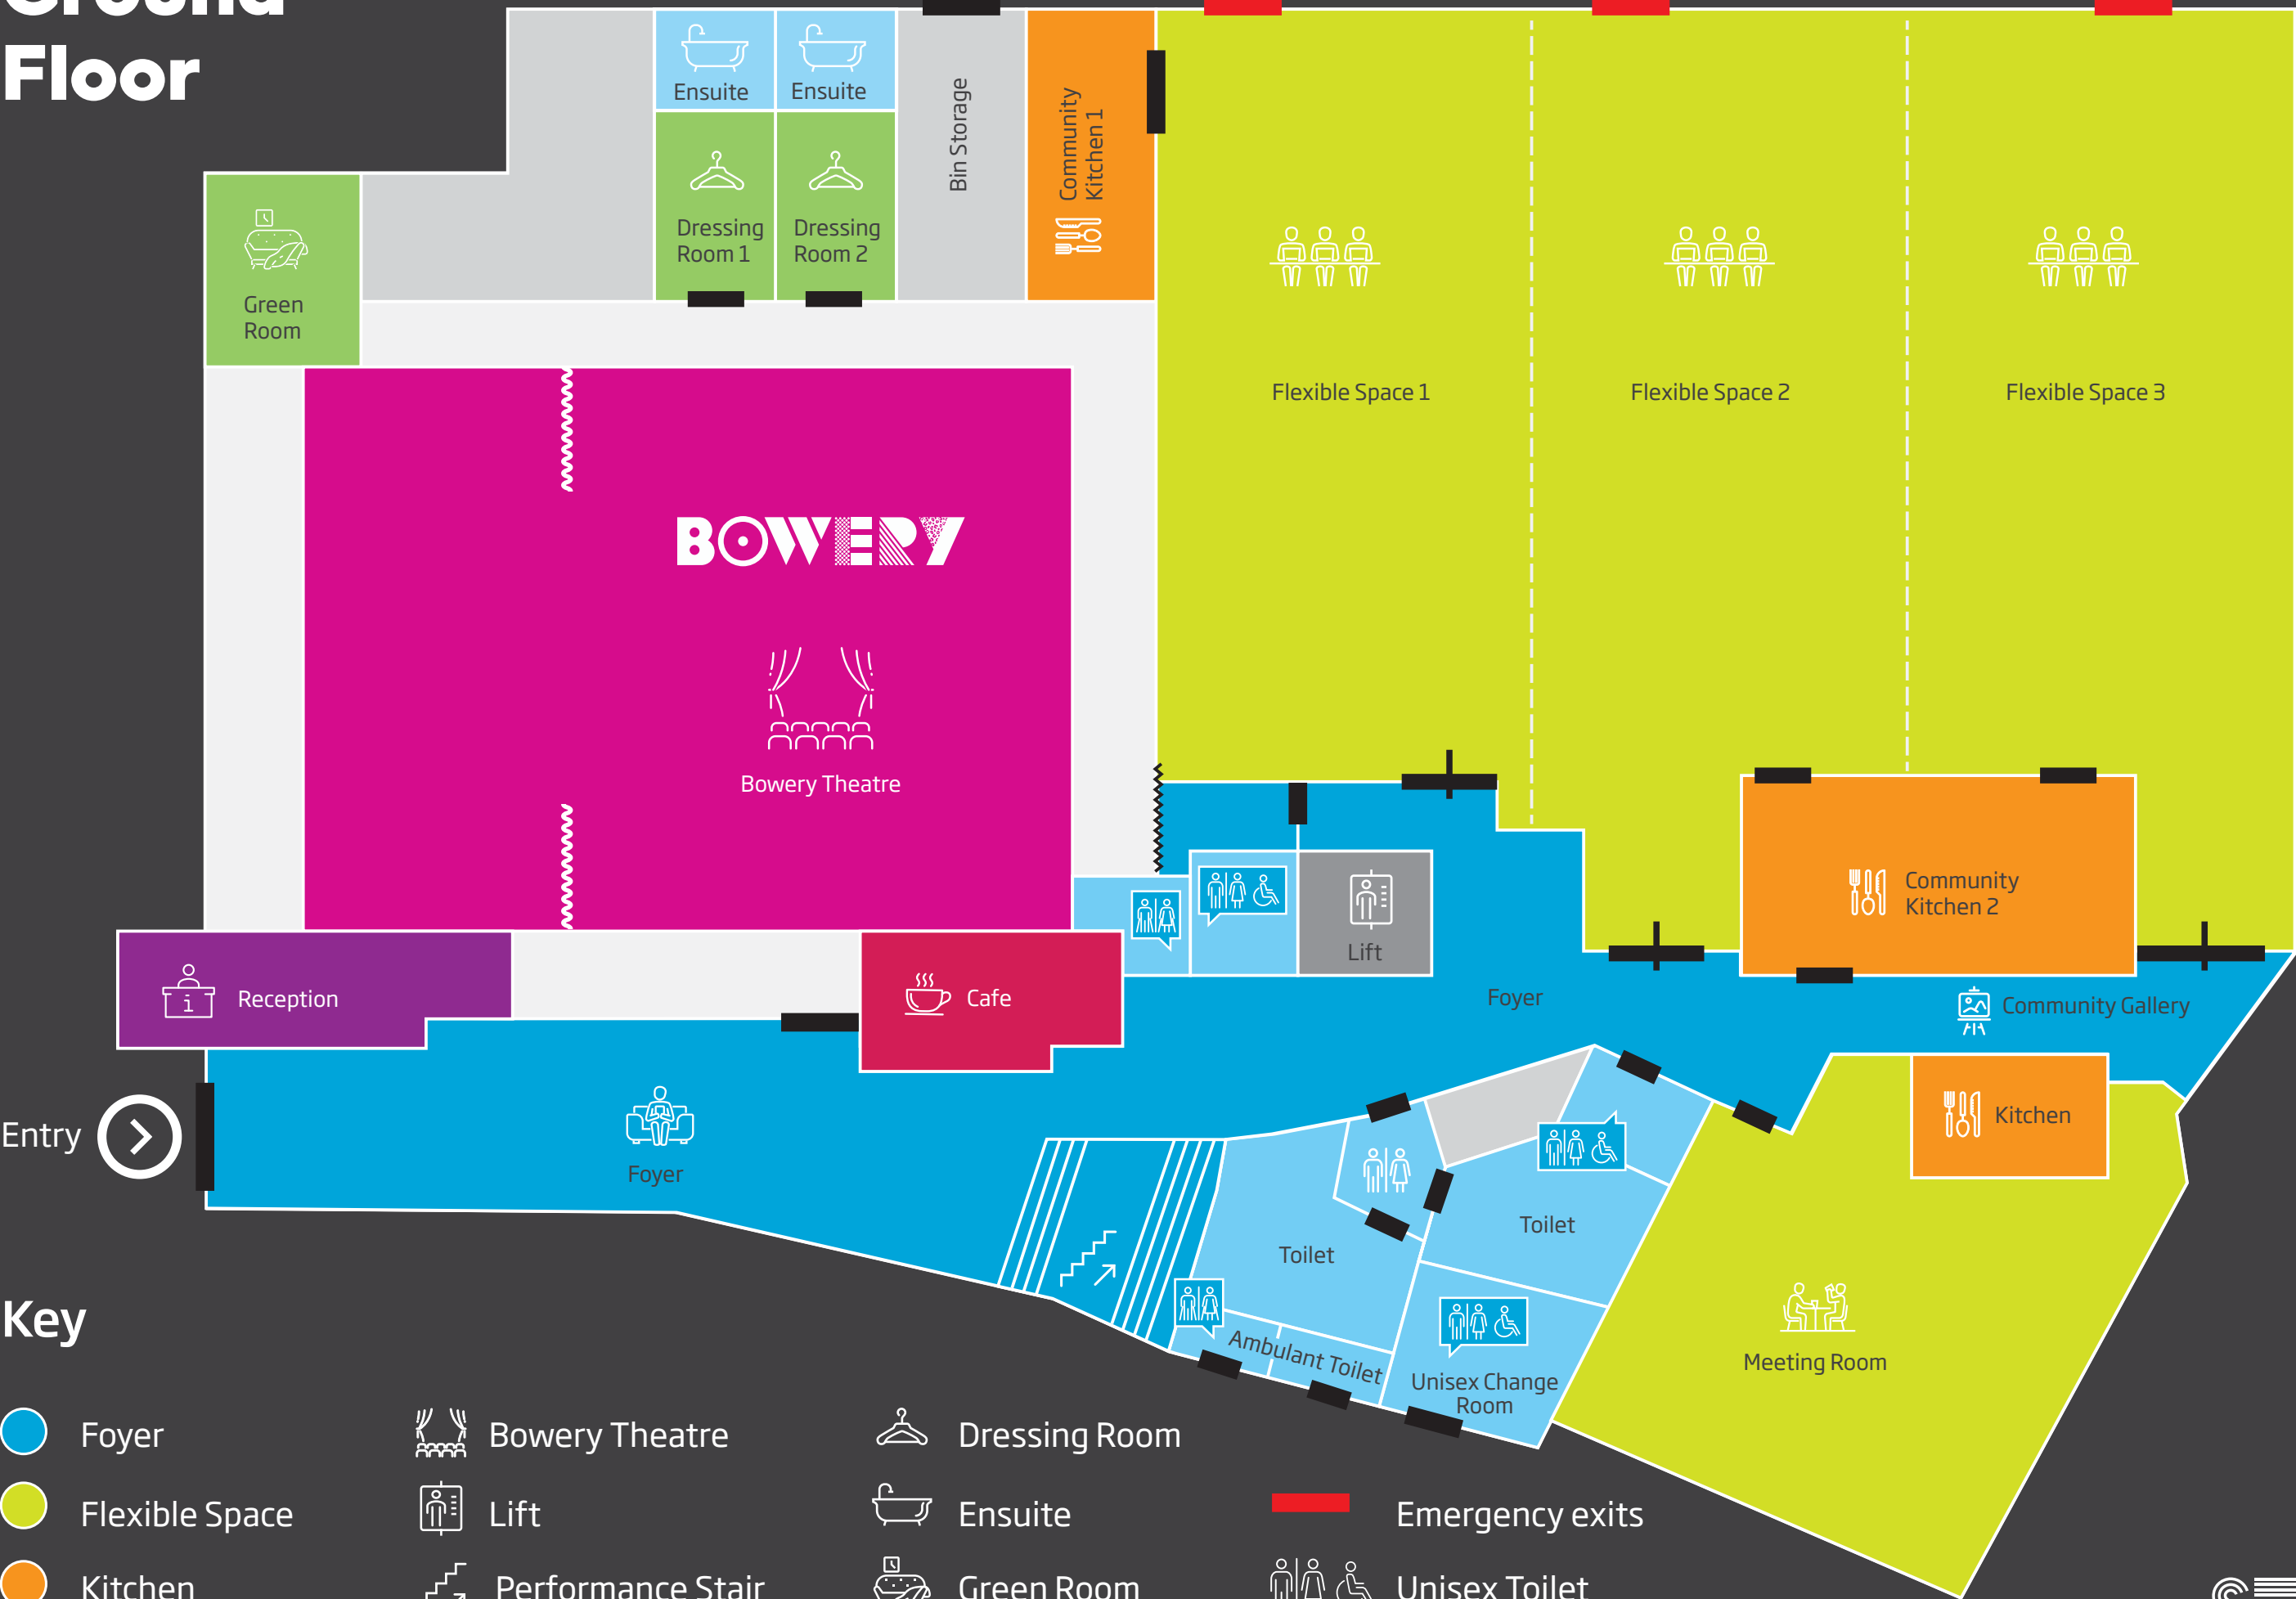 Ground
Floor
Ensuite
Ensuite
Bin Storage
Community
Kitchen 1
Dressing
Room 1
Dressing
Room 2
Green
Room
Flexible Space 1
Flexible Space 2
Flexible Space 3
BOWERY
Bowery Theatre
Community
Kitchen 2
Lift
Reception
Cafe
Foyer
Community Gallery
Kitchen
Entry
Foyer
Toilet
Toilet
Ambulant Toilet
Unisex Change
Room
Meeting Room
Key
Foyer
Bowery Theatre
Dressing Room
Flexible Space
Lift
Ensuite
Emergency exits
Kitchen
Performance Stair
Green Room
Unisex Toilet